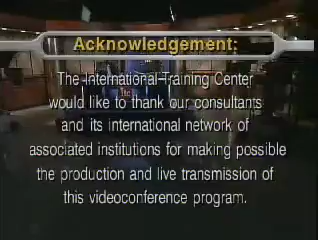 Acknowledgement:
The International Training Center
would like to thank our consultants
and its international network of
associated institutions for making possible
the production and live transmission of
this videoconference program.